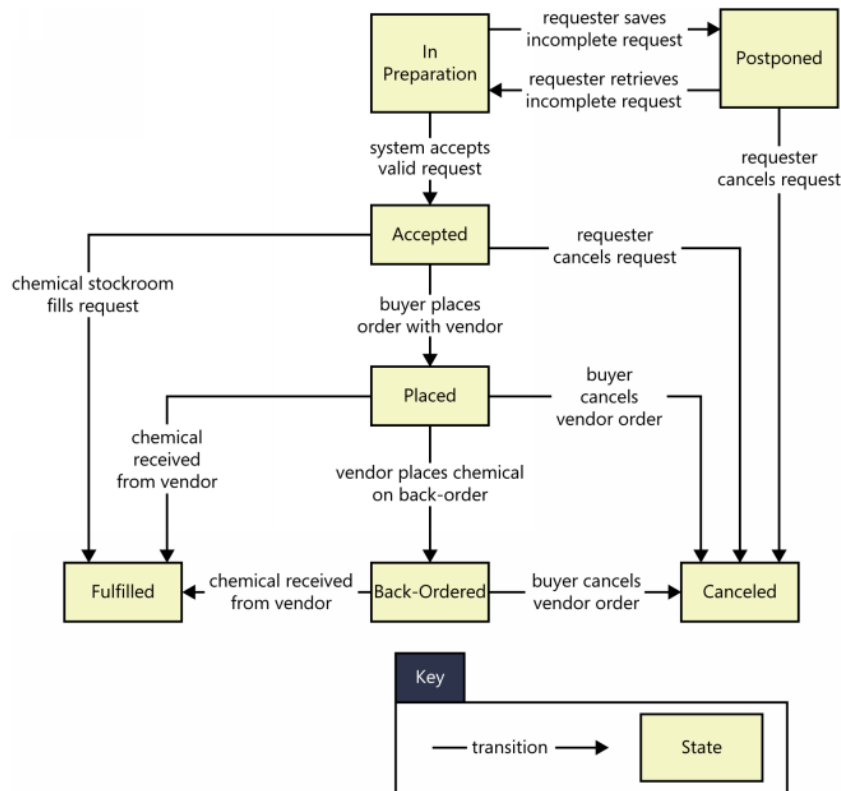 In
Preparation
requester saves
incomplete request
Postponed
requester retrieves
incomplete request
system accepts
valid request
requester
cancels request
Accepted
requester
cancels request
chemical stockroom
fills request
buyer places
order with vendor
Placed
buyer
cancels
vendor order
chemical
received
from vendor
vendor places chemical
on back-order
Fulfilled
chemical received
from vendor
Back-Ordered
buyer cancels
vendor order
Canceled
Key
transition
State